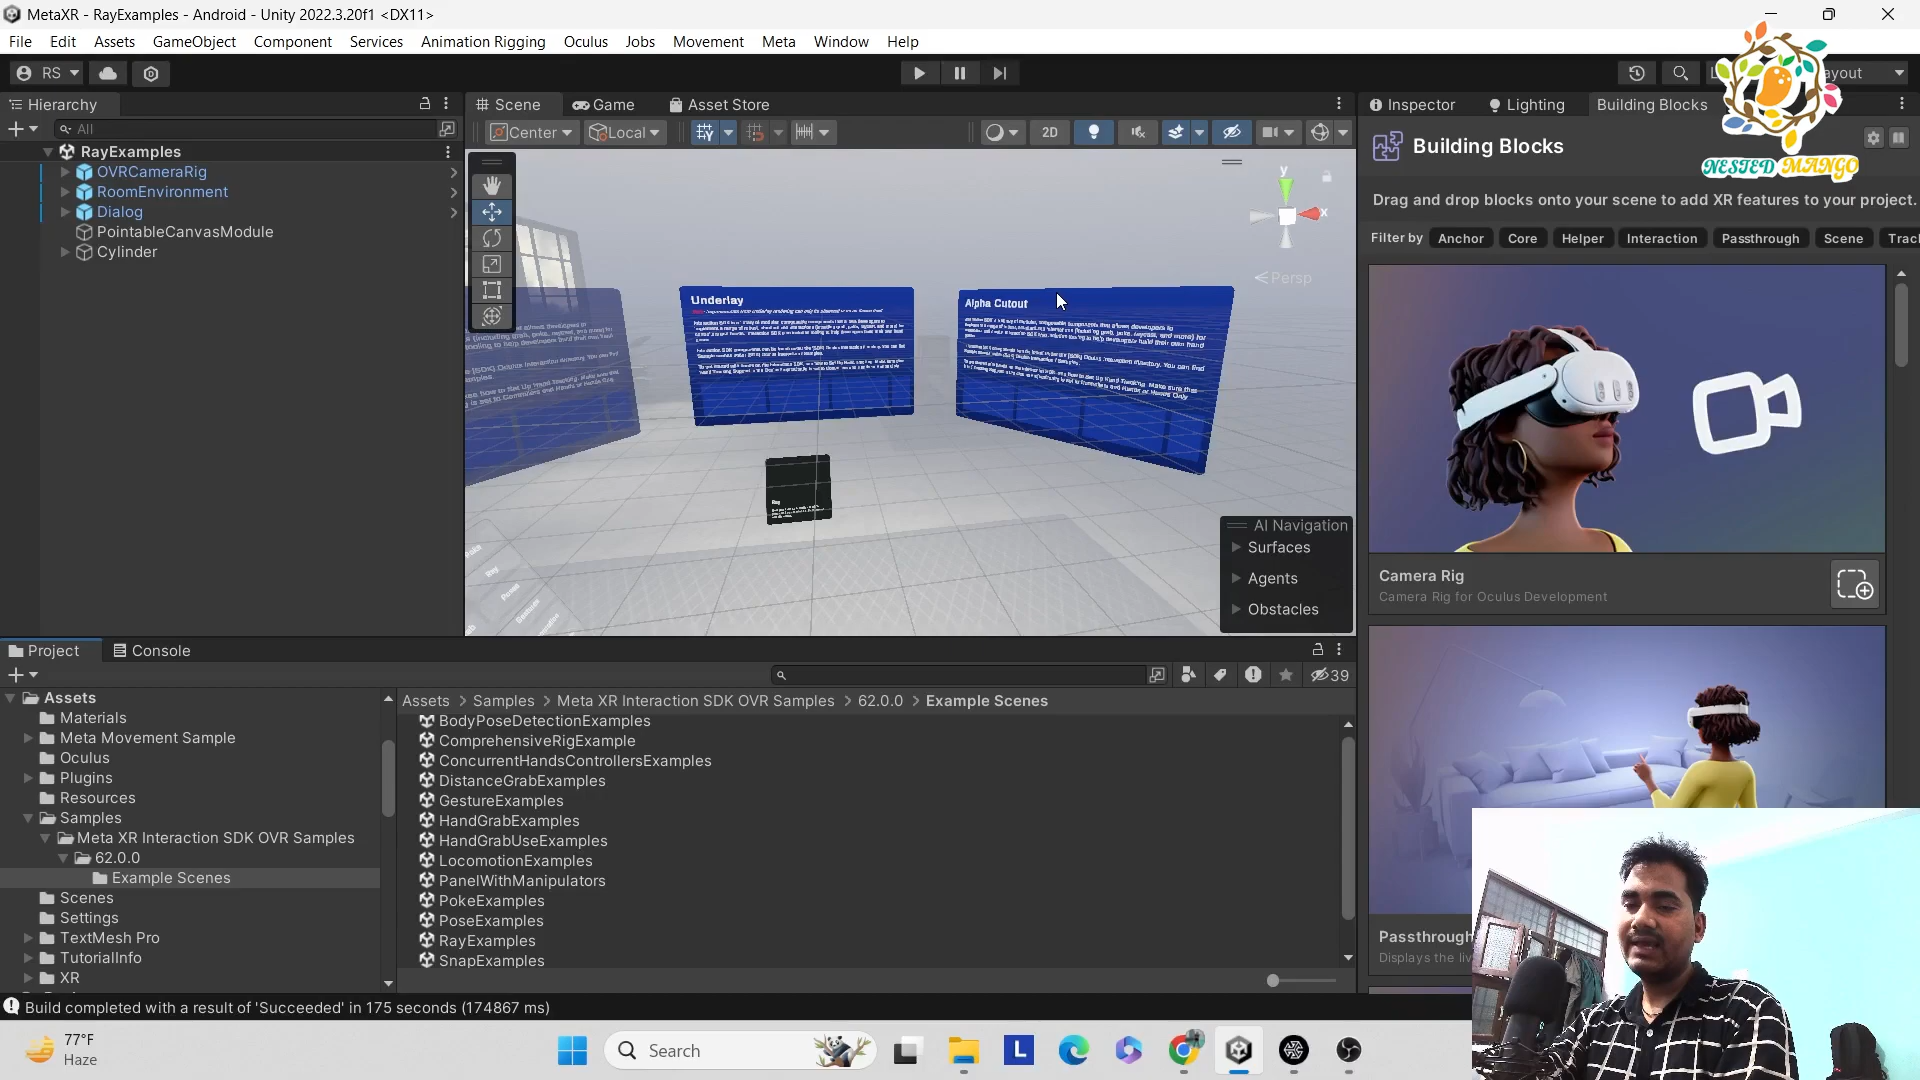 MetaXR - RayExamples - Android - Unity 2022.3.20f1 <DX11>
File Edit Assets GameObject Component Services Animation Rigging Oculus Jobs Movement Meta Window Help
RS
ayout
Hierarchy
All
RayExamples
OVRCameraRig
RoomEnvironment
Dialog
PointableCanvasModule
Cylinder
Scene Game Asset Store
Center Local 2D
y
x
Persp
Underlay
Alpha Cutout
AI Navigation
Surfaces
Agents
Obstacles
Inspector Lighting Building Blocks
NESTED MANGO
Building Blocks
Drag and drop blocks onto your scene to add XR features to your project.
Filter by Anchor Core Helper Interaction Passthrough Scene Track
Camera Rig
Camera Rig for Oculus Development
Passthrough
Displays the liv
Project Console
39
Assets
Materials
Meta Movement Sample
Oculus
Plugins
Resources
Samples
Meta XR Interaction SDK OVR Samples
62.0.0
Example Scenes
Scenes
Settings
TextMesh Pro
TutorialInfo
XR
Assets > Samples > Meta XR Interaction SDK OVR Samples > 62.0.0 > Example Scenes
BodyPoseDetectionExamples
ComprehensiveRigExample
ConcurrentHandsControllersExamples
DistanceGrabExamples
GestureExamples
HandGrabExamples
HandGrabUseExamples
LocomotionExamples
PanelWithManipulators
PokeExamples
PoseExamples
RayExamples
SnapExamples
Build completed with a result of 'Succeeded' in 175 seconds (174867 ms)
77°F
Haze
Search
L